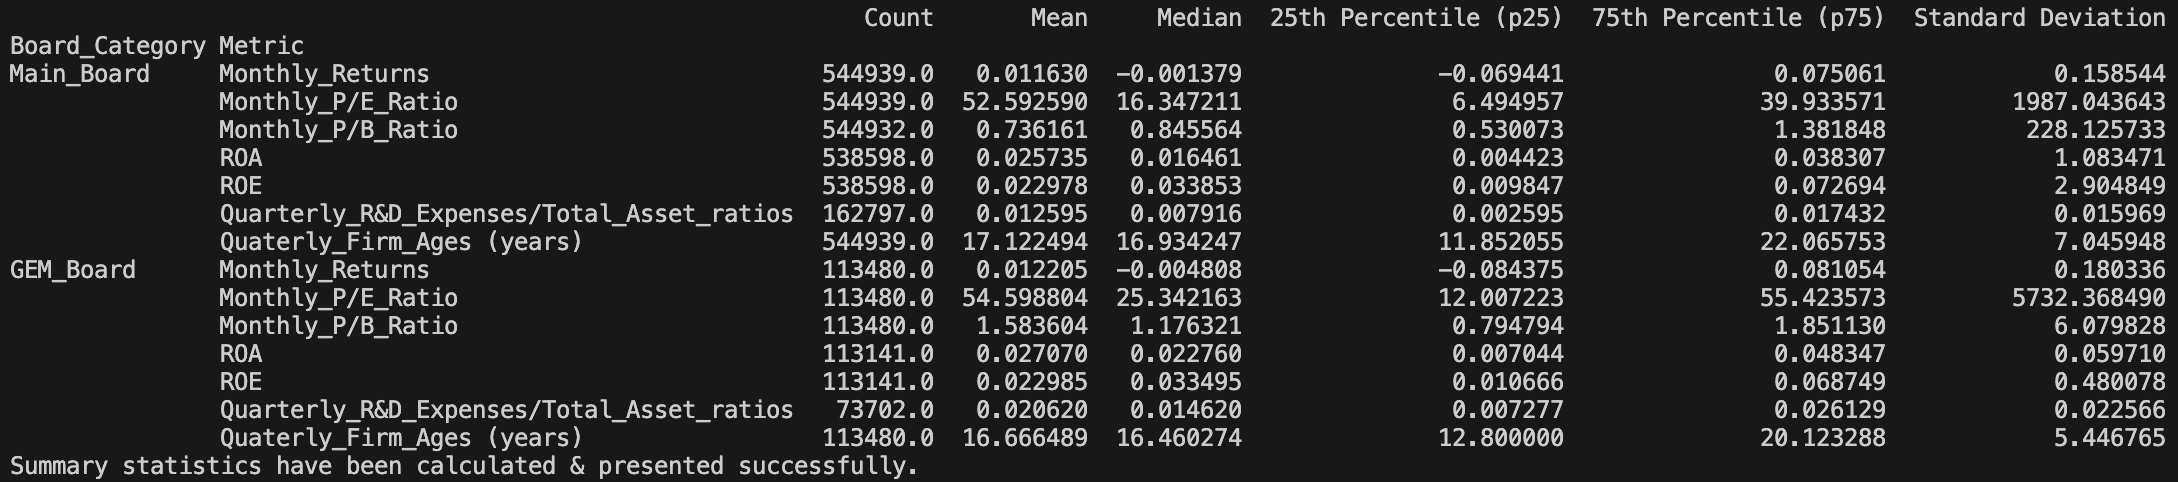 Count Mean Median 25th Percentile (p25) 75th Percentile (p75) Standard Deviation
Board_Category Metric
Main_Board Monthly_Returns 544939.0 0.011630 -0.001379 -0.069441 0.075061 0.158544
Monthly_P/E_Ratio 544939.0 52.592590 16.347211 6.494957 39.933571 1987.043643
Monthly_P/B_Ratio 544932.0 0.736161 0.845564 0.530073 1.381848 228.125733
ROA 538598.0 0.025735 0.016461 0.004423 0.038307 1.083471
ROE 538598.0 0.022978 0.033853 0.009847 0.072694 2.904849
Quarterly_R&D_Expenses/Total_Asset_ratios 162797.0 0.012595 0.007916 0.002595 0.017432 0.015969
Quaterly_Firm_Ages (years) 544939.0 17.122494 16.934247 11.852055 22.065753 7.045948
GEM_Board Monthly_Returns 113480.0 0.012205 -0.004808 -0.084375 0.081054 0.180336
Monthly_P/E_Ratio 113480.0 54.598804 25.342163 12.007223 55.423573 5732.368490
Monthly_P/B_Ratio 113480.0 1.583604 1.176321 0.794794 1.851130 6.079828
ROA 113141.0 0.027070 0.022760 0.007044 0.048347 0.059710
ROE 113141.0 0.022985 0.033495 0.010666 0.068749 0.480078
Quarterly_R&D_Expenses/Total_Asset_ratios 73702.0 0.020620 0.014620 0.007277 0.026129 0.022566
Quaterly_Firm_Ages (years) 113480.0 16.666489 16.460274 12.800000 20.123288 5.446765
Summary statistics have been calculated & presented successfully.